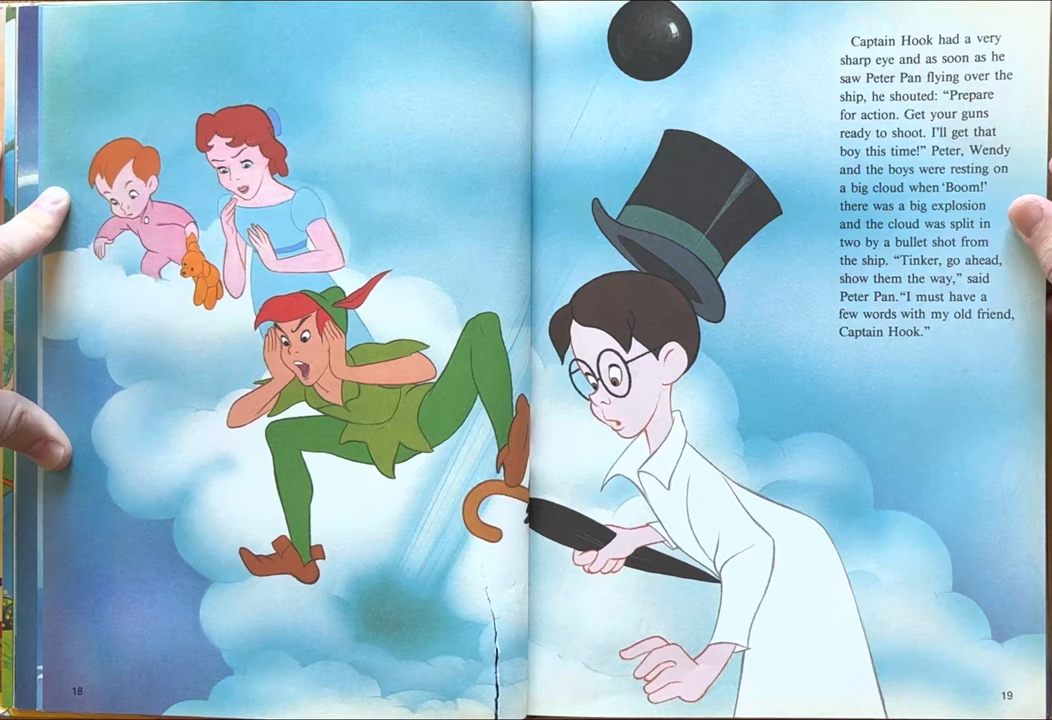 Captain Hook had a very
sharp eye and as soon as he
saw Peter Pan flying over the
ship, he shouted: “Prepare
for action. Get your guns
ready to shoot. I’ll get that
boy this time!” Peter, Wendy
and the boys were resting on
a big cloud when ‘Boom!’
there was a big explosion
and the cloud was split in
two by a bullet shot from
the ship. “Tinker, go ahead,
show them the way,” said
Peter Pan.“I must have a
few words with my old friend,
Captain Hook.”
18
19